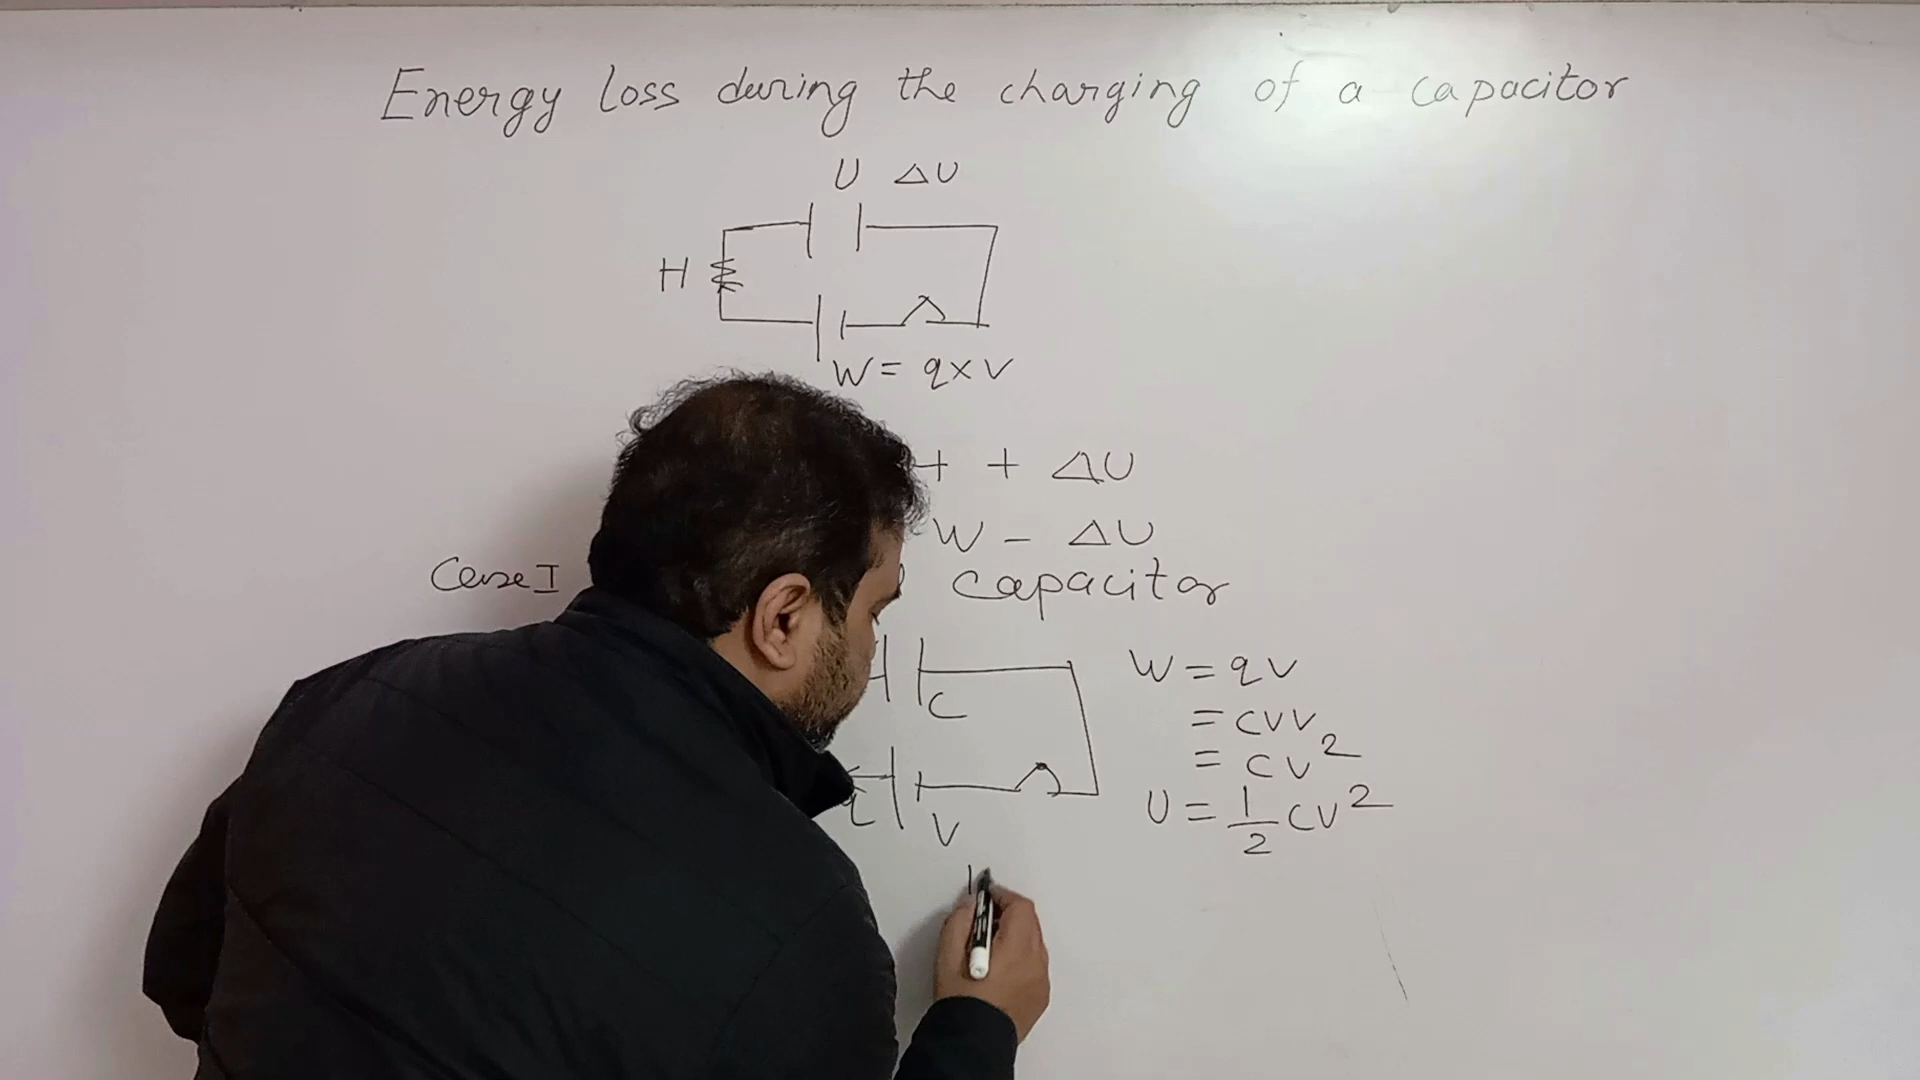 Energy loss during the charging of a capacitor
U ΔU
H
W = q×V
H + ΔU
W - ΔU
Case I
capacitor
C
W = qV
= CVV
= CV²
U = 1/2 CV²
V